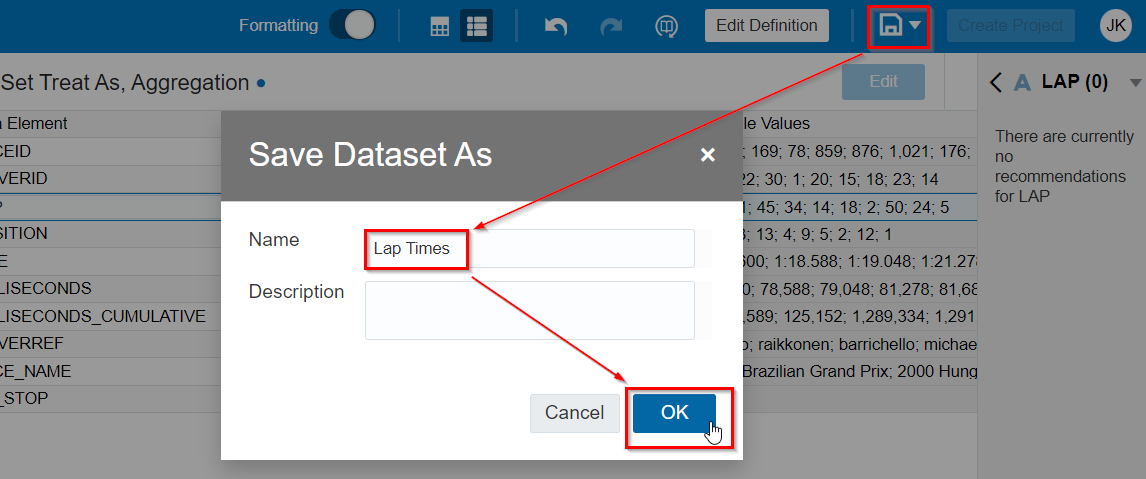 Formatting
Edit Definition
Create Project
JK
Set Treat As, Aggregation
Edit
A LAP (0)
There are currently
no
recommendations
for LAP
Element
le Values
CEID
169; 78; 859; 876; 1,021; 176;
VERID
22; 30; 1; 20; 15; 18; 23; 14
45; 34; 14; 18; 2; 50; 24; 5
SITION
13; 4; 9; 5; 2; 12; 1
E
600; 1:18.588; 1:19.048; 1:21.278
LISECONDS
0; 78,588; 79,048; 81,278; 81,68
LISECONDS_CUMULATIVE
,589; 125,152; 1,289,334; 1,291
VERREF
o; raikkonen; barrichello; michae
CE_NAME
Brazilian Grand Prix; 2000 Hung
_STOP
Save Dataset As
×
Name
Lap Times
Description
Cancel
OK